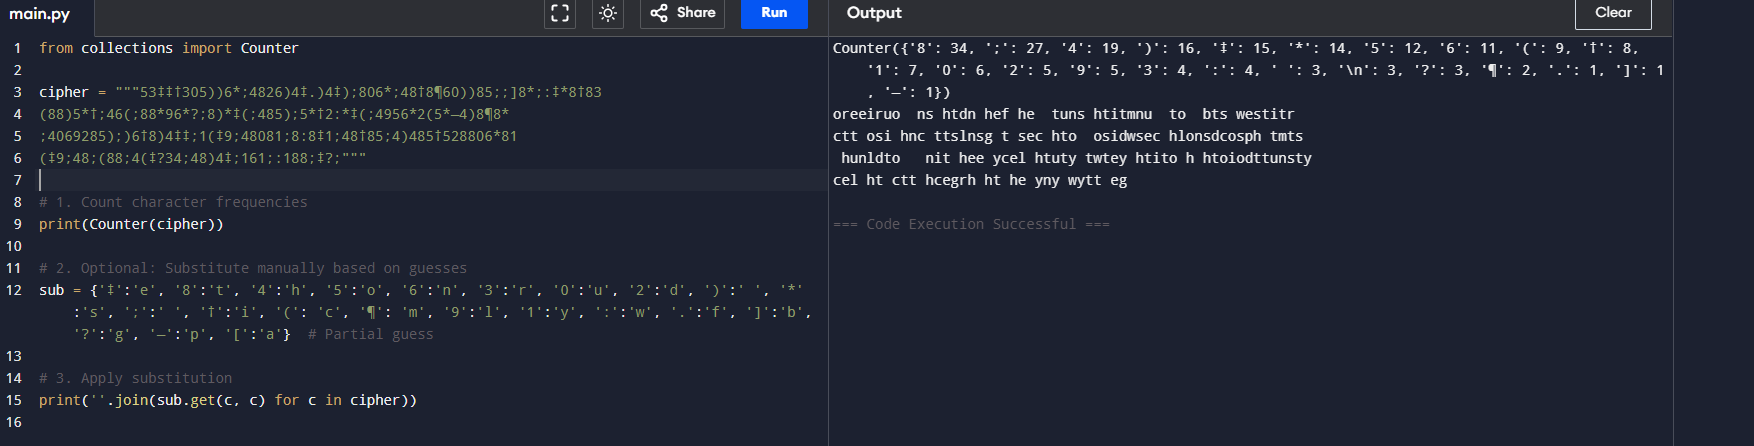 main.py
Share
Run
Output
Clear
1 from collections import Counter
2
3 cipher = """53‡‡†305))6*;4826)4‡.)4‡);806*;48†8¶60))85;;]8*;:‡*8†83
4 (88)5*†;46(;88*96*?;8)*‡(;485);5*†2:*‡(;4956*2(5*—4)8¶8*
5 ;4069285);)6†8)4‡‡;1(‡9;48081;8:8‡1;48†85;4)485†528806*81
6 (‡9;48;(88;4(‡?34;48)4‡;161;:188;‡?;"""
7
8 # 1. Count character frequencies
9 print(Counter(cipher))
10
11 # 2. Optional: Substitute manually based on guesses
12 sub = {'‡':'e', '8':'t', '4':'h', '5':'o', '6':'n', '3':'r', '0':'u', '2':'d', ')':' ', '*'
:'s', ';':' ', '†':'i', '(': 'c', '¶': 'm', '9':'l', '1':'y', ':':'w', '.':'f', ']':'b',
'?':'g', '—':'p', '[':'a'}  # Partial guess
13
14 # 3. Apply substitution
15 print(''.join(sub.get(c, c) for c in cipher))
16
Counter({'8': 34, ';': 27, '4': 19, ')': 16, '‡': 15, '*': 14, '5': 12, '6': 11, '(': 9, '†': 8,
'1': 7, '0': 6, '2': 5, '9': 5, '3': 4, ':': 4, ' ': 3, '\n': 3, '?': 3, '¶': 2, '.': 1, ']': 1
, '—': 1})
oreeiruo  ns htdn hef he  tuns htitmnu  to  bts westitr
ctt osi hnc ttslnsg t sec hto  osidwsec hlonsdcosph tmts
hunldto   nit hee ycel htuty twtey htito h htoiodttunsty
cel ht ctt hcegrh ht he yny wytt eg
=== Code Execution Successful ===